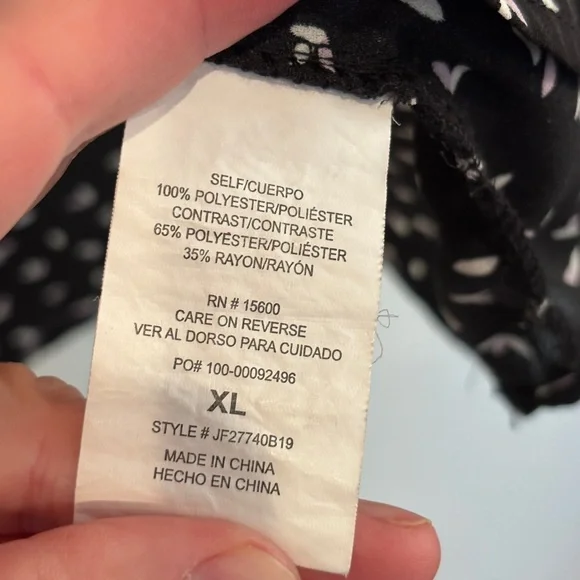 SELF/CUERPO
100% POLYESTER/POLIÉSTER
CONTRAST/CONTRASTE
65% POLYESTER/POLIÉSTER
35% RAYON/RAYÓN
RN # 15600
CARE ON REVERSE
VER AL DORSO PARA CUIDADO
PO# 100-00092496
XL
STYLE # JF27740B19
MADE IN CHINA
HECHO EN CHINA